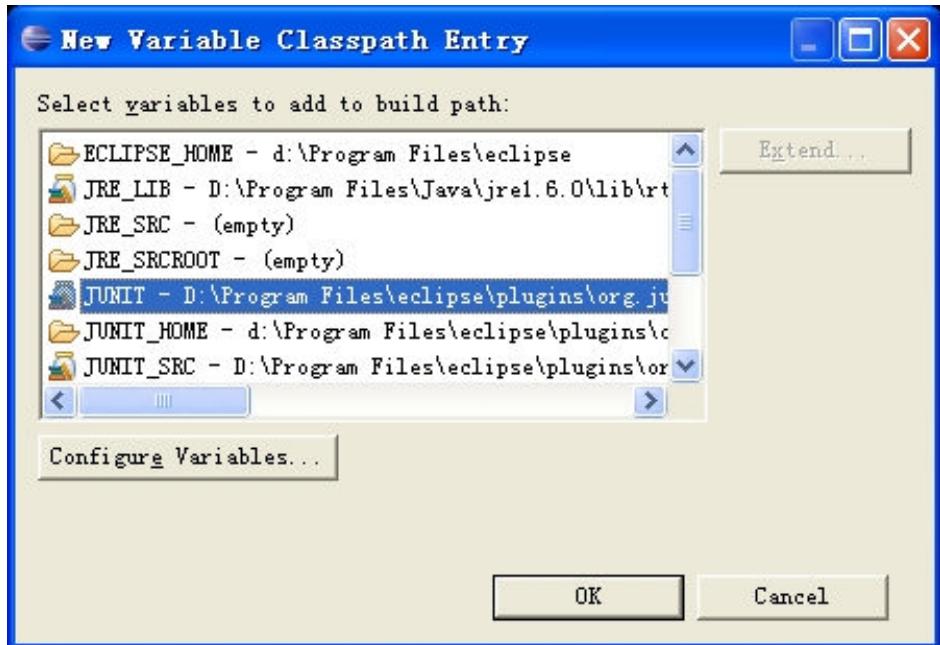 New Variable Classpath Entry
Select variables to add to build path:
ECLIPSE_HOME - d:\Program Files\eclipse
Extend...
JRE_LIB - D:\Program Files\Java\jre1.6.0\lib\rt
JRE_SRC - (empty)
JRE_SRCROOT - (empty)
JUNIT - D:\Program Files\eclipse\plugins\org.ju
JUNIT_HOME - d:\Program Files\eclipse\plugins\o
JUNIT_SRC - D:\Program Files\eclipse\plugins\or
Configure Variables...
OK
Cancel